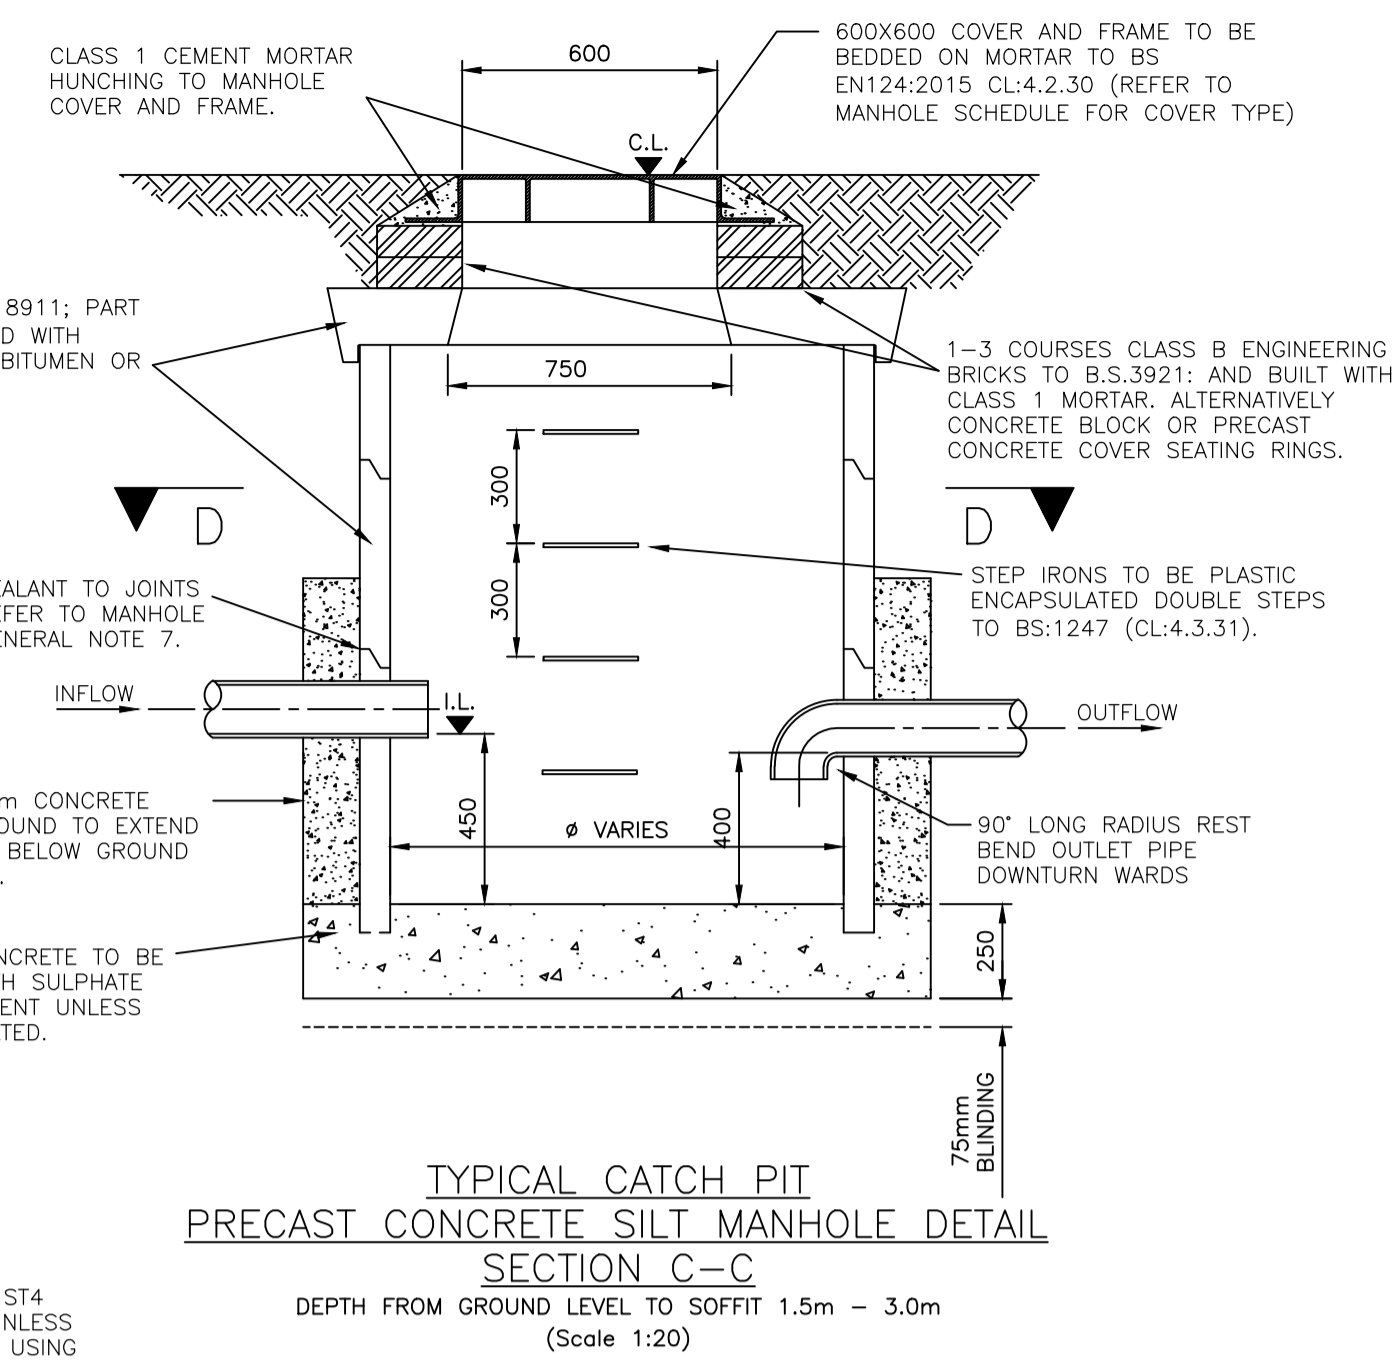 CLASS 1 CEMENT MORTAR
HUNCHING TO MANHOLE
COVER AND FRAME.
600
600X600 COVER AND FRAME TO BE
BEDDED ON MORTAR TO BS
EN124:2015 CL:4.2.30 (REFER TO
MANHOLE SCHEDULE FOR COVER TYPE)
C.L.
8911; PART
D WITH
BITUMEN OR
750
1-3 COURSES CLASS B ENGINEERING
BRICKS TO B.S.3921: AND BUILT WITH
CLASS 1 MORTAR. ALTERNATIVELY
CONCRETE BLOCK OR PRECAST
CONCRETE COVER SEATING RINGS.
300
300
D
D
EALANT TO JOINTS
EFER TO MANHOLE
ENERAL NOTE 7.
STEP IRONS TO BE PLASTIC
ENCAPSULATED DOUBLE STEPS
TO BS:1247 (CL:4.3.31).
INFLOW
I.L.
OUTFLOW
m CONCRETE
OUND TO EXTEND
BELOW GROUND
.
450
ø VARIES
400
90° LONG RADIUS REST
BEND OUTLET PIPE
DOWNTURN WARDS
NCRETE TO BE
TH SULPHATE
ENT UNLESS
TED.
250
75mm
BLINDING
TYPICAL CATCH PIT
PRECAST CONCRETE SILT MANHOLE DETAIL
SECTION C-C
DEPTH FROM GROUND LEVEL TO SOFFIT 1.5m - 3.0m
(Scale 1:20)
ST4
NLESS
USING